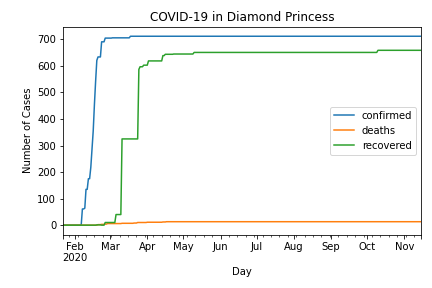 COVID-19 in Diamond Princess
Number of Cases
700
600
500
400
300
200
100
0
confirmed
deaths
recovered
Feb Mar Apr May Jun Jul Aug Sep Oct Nov
2020
Day